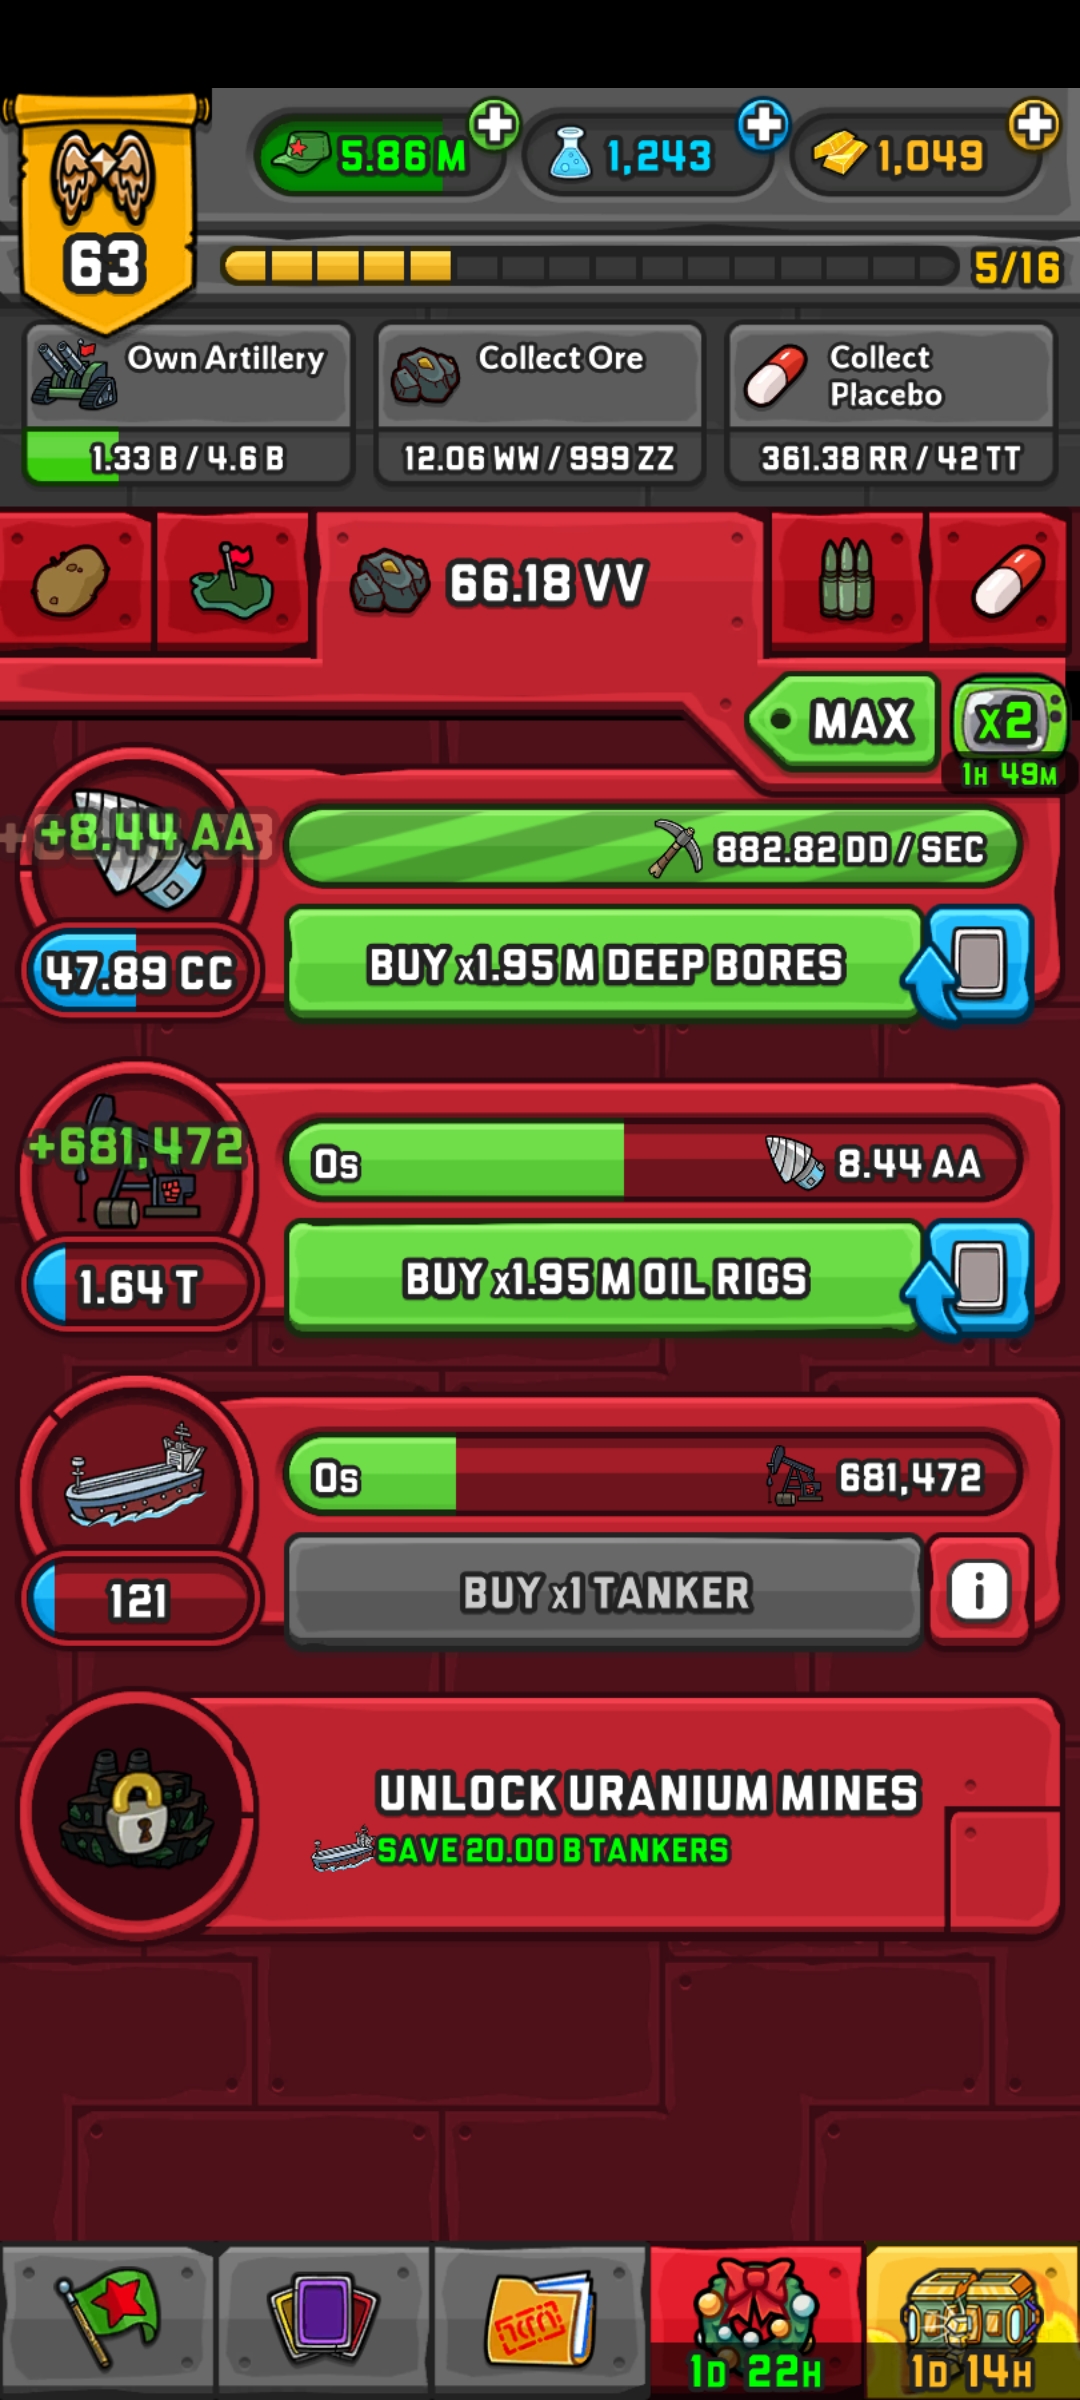 5.86 M
1,243
1,049
63
5/16
Own Artillery
1.33 B / 4.6 B
Collect Ore
12.06 WW / 999 ZZ
Collect
Placebo
361.38 RR / 42 TT
66.18 VV
MAX
x2
1H 49M
+8.44 AA
882.82 DD / SEC
47.89 CC
BUY x1.95 M DEEP BORES
+681,472
0s
8.44 AA
1.64 T
BUY x1.95 M OIL RIGS
0s
681,472
121
BUY x1 TANKER
i
UNLOCK URANIUM MINES
SAVE 20.00 B TANKERS
1D 22H
1D 14H